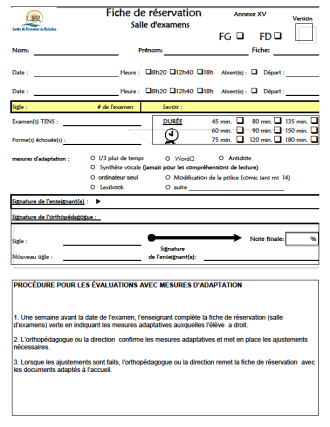 Fiche de réservation
Salle d'examens
Annexe XV
Version
FG ☐ FD ☐
CFR
Centre de Formation du Richelieu
Nom: Prénom: Fiche:
Date : Heure : ☐8h20 ☐12h40 ☐18h Absent(e) : ☐ Départ :
Date : Heure : ☐8h20 ☐12h40 ☐18h Absent(e) : ☐ Départ :
Sigle : # de l'examen Savoir :
Examen(s) TENS : DURÉE 45 min. ☐ 80 min. ☐ 135 min. ☐
60 min. ☐ 90 min. ☐ 150 min. ☐
Forme(s) échouée(s) : 75 min. ☐ 120 min. ☐ 180 min. ☐
mesures d'adaptation : O 1/3 plus de temps O WordQ O Antidote
O Synthèse vocale (jamais pour les compréhensions de lecture)
O ordinateur seul O Modification de la police (comic sans ms 14)
O Lexibook O autre
Signature de l'enseignant(e) : ►
Signature de l'orthopédagogue :
Sigle : Note finale: %
Nouveau sigle : Signature
de l'enseignant(e):
PROCÉDURE POUR LES ÉVALUATIONS AVEC MESURES D'ADAPTATION
1. Une semaine avant la date de l'examen, l'enseignant complète la fiche de réservation (salle
d'examens) verte en indiquant les mesures adaptatives auxquelles l'élève a droit.
2. L'orthopédagogue ou la direction confirme les mesures adaptatives et met en place les ajustements
nécessaires.
3. Lorsque les ajustements sont faits, l'orthopédagogue ou la direction remet la fiche de réservation avec
les documents adaptés à l'accueil.